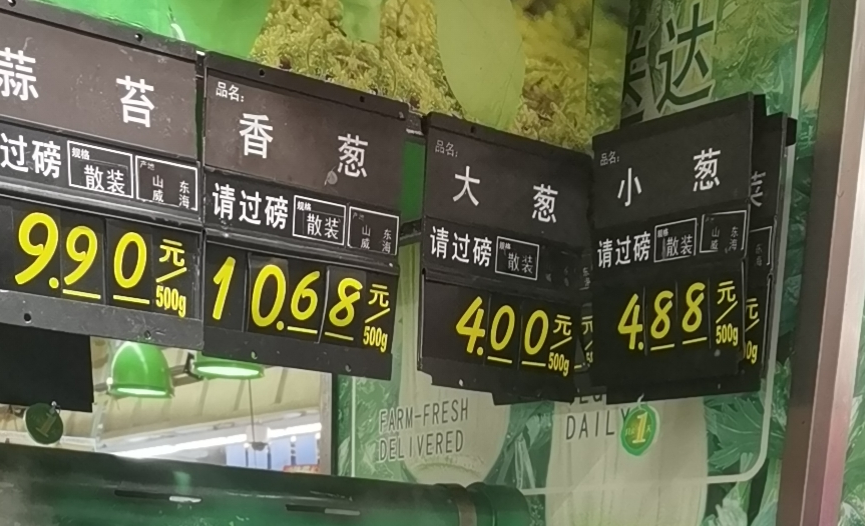 蒜 苔
过磅 规格 散装 产地 山东 威海
9.90 元/500g
品名:
香 葱
请过磅 规格 散装 产地 山东 威海
10.68 元/500g
品名:
大 葱
请过磅 规格 散装
4.00 元/500g
品名:
小 葱
请过磅 规格 散装 山东 威海
4.88 元/500g
达
菜
FARM-FRESH
DELIVERED
DAILY
1